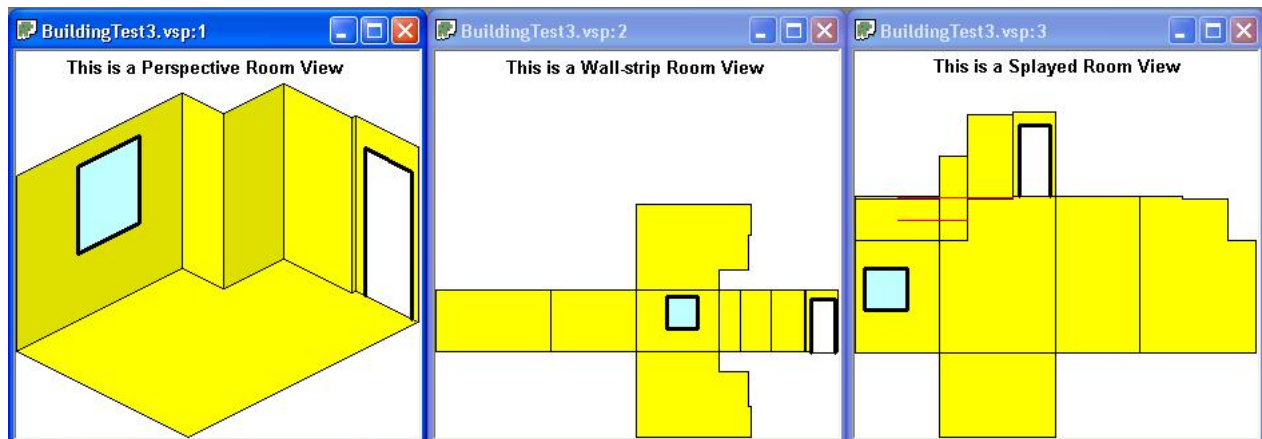 BuildingTest3.vsp:1
This is a Perspective Room View
BuildingTest3.vsp:2
This is a Wall-strip Room View
BuildingTest3.vsp:3
This is a Splayed Room View